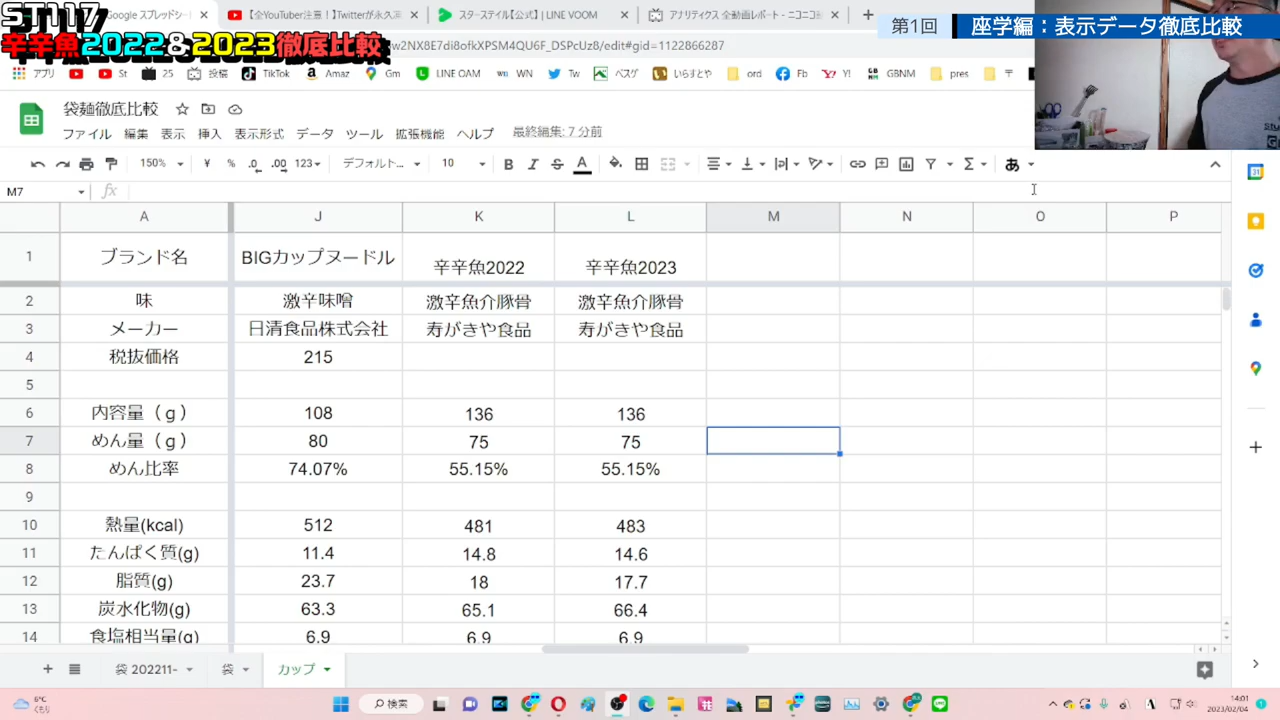 ST117
辛辛魚2022&2023徹底比較
第1回 座学編：表示データ徹底比較
Google スプレッドシート
【全YouTuber注意！】Twitterが永久
【公式】| LINE VOOM
アナリティクス
動画レポート - ニコニコ
edit#gid=1122866287
アプリ St 25 投稿 TikTok Amaz Gm LINE OAM WN Tw ベスゲ いらすとや ord Fb Y! GBNM pres 〒
袋麺徹底比較
ファイル 編集 表示 挿入 表示形式 データ ツール 拡張機能 ヘルプ 最終編集: 7 分前
150% ¥ % .0 .00 123 デフォルト... 10 B I S A Σ あ
M7 fx
A J K L M N O P
1 ブランド名 BIGカップヌードル 辛辛魚2022 辛辛魚2023
2 味 激辛味噌 激辛魚介豚骨 激辛魚介豚骨
3 メーカー 日清食品株式会社 寿がきや食品 寿がきや食品
4 税抜価格 215
5
6 内容量（ｇ） 108 136 136
7 めん量（ｇ） 80 75 75
8 めん比率 74.07% 55.15% 55.15%
9
10 熱量(kcal) 512 481 483
11 たんぱく質(g) 11.4 14.8 14.6
12 脂質(g) 23.7 18 17.7
13 炭水化物(g) 63.3 65.1 66.4
14 食塩相当量(g) 6.9 6.9 6.9
袋 202211- 袋 カップ
6°C
くもり
検索
14:01
2023/02/04